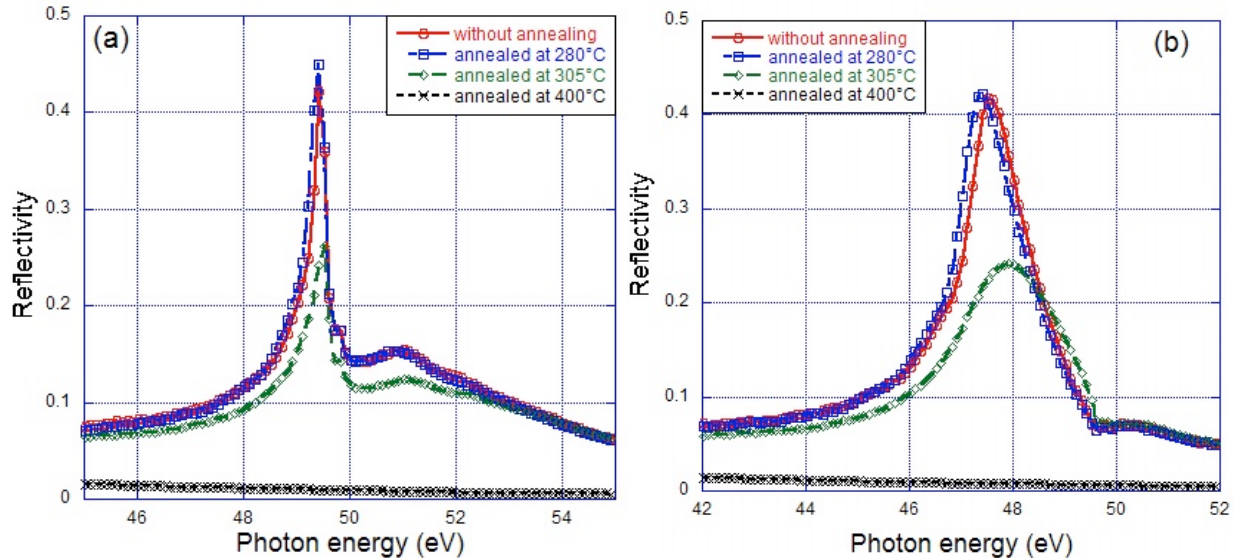 (a)
without annealing
annealed at 280°C
annealed at 305°C
annealed at 400°C
0.5
0.4
0.3
0.2
0.1
0
Reflectivity
46
48
50
52
54
Photon energy (eV)
(b)
without annealing
annealed at 280°C
annealed at 305°C
annealed at 400°C
0.5
0.4
0.3
0.2
0.1
0
Reflectivity
42
44
46
48
50
52
Photon energy (eV)